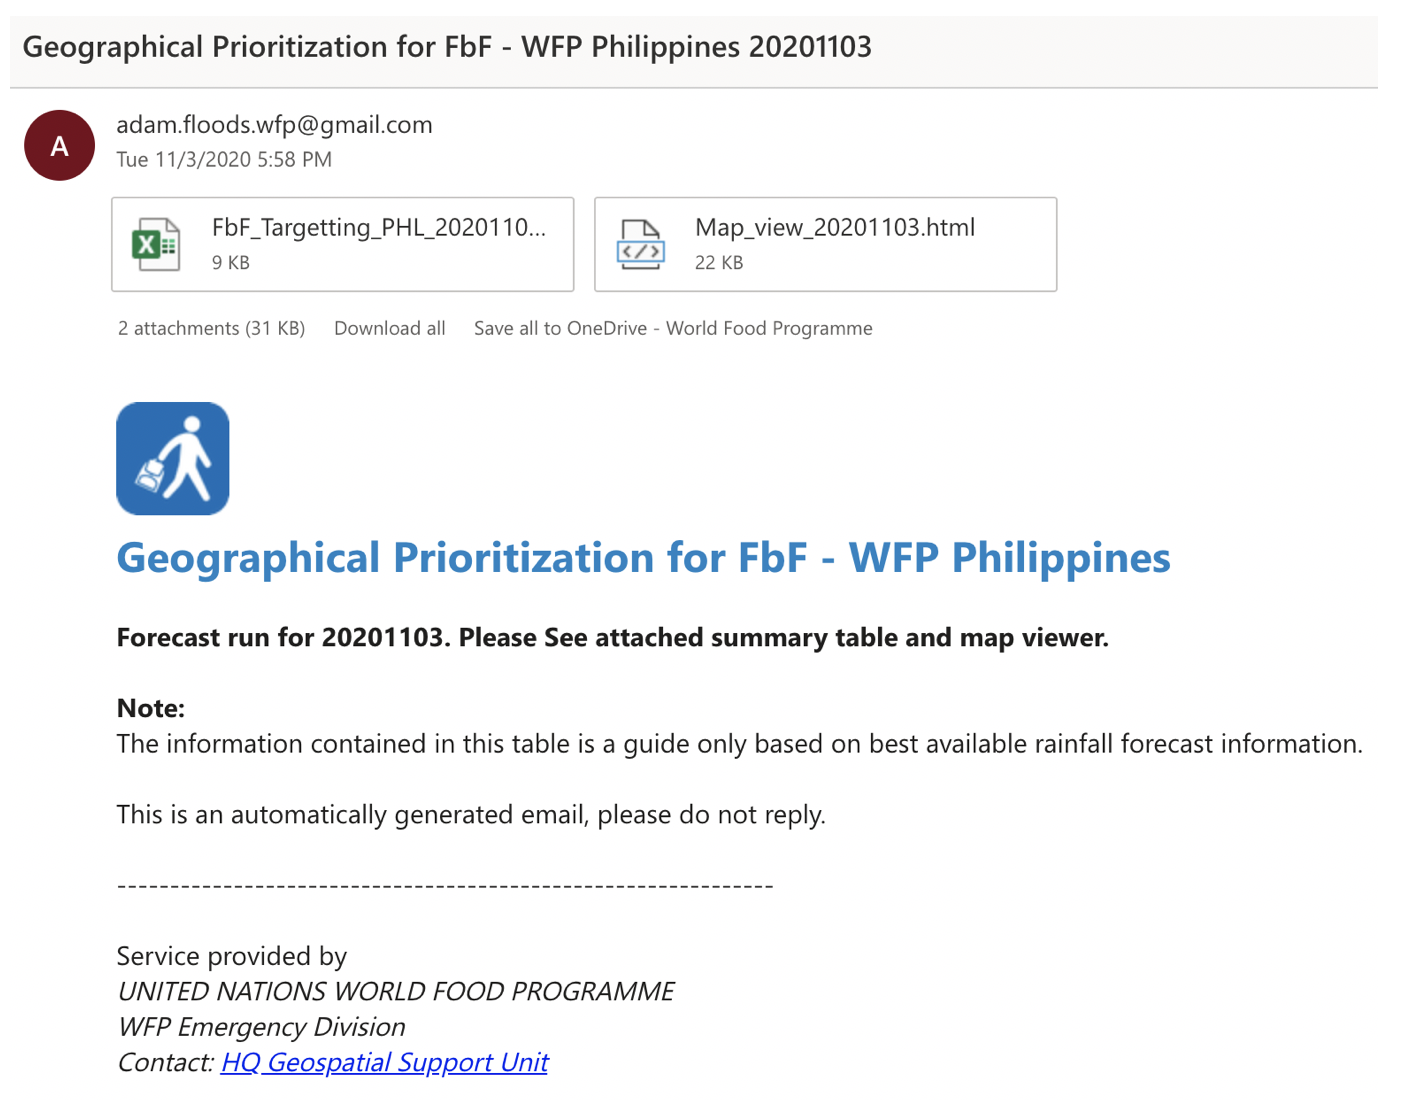 Geographical Prioritization for FbF - WFP Philippines 20201103
A
adam.floods.wfp@gmail.com
Tue 11/3/2020 5:58 PM
FbF_Targetting_PHL_2020110...
9 KB
Map_view_20201103.html
22 KB
2 attachments (31 KB) Download all Save all to OneDrive - World Food Programme
Geographical Prioritization for FbF - WFP Philippines
Forecast run for 20201103. Please See attached summary table and map viewer.
Note:
The information contained in this table is a guide only based on best available rainfall forecast information.
This is an automatically generated email, please do not reply.
--------------------------------------------------------------
Service provided by
UNITED NATIONS WORLD FOOD PROGRAMME
WFP Emergency Division
Contact: HQ Geospatial Support Unit